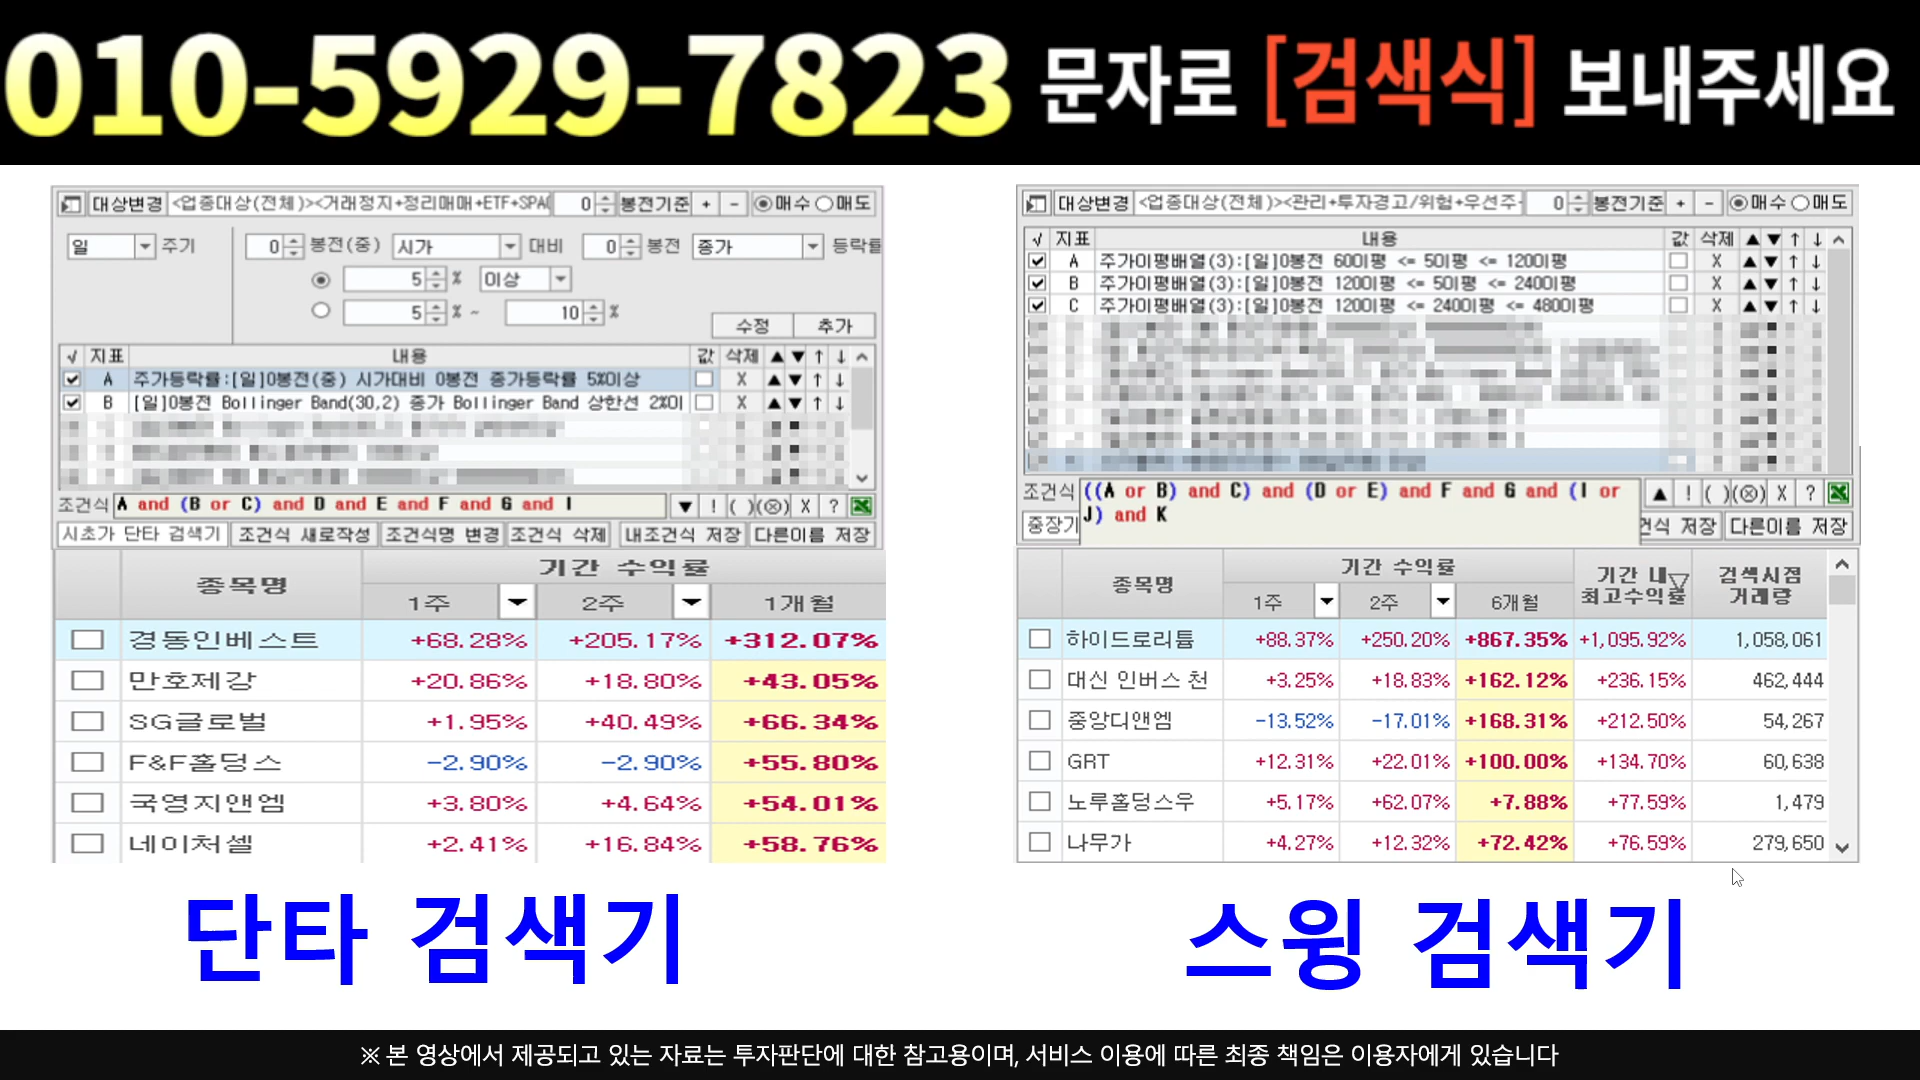 010-5929-7823 문자로 [검색식] 보내주세요
대상변경 <업종대상(전체)><거래정지+정리매매+ETF+SPA 0 봉전기준 + - 매수 매도
일 주기 0 봉전(중) 시가 대비 0 봉전 종가 등락률
5 % 이상
5 % ~ 10 %
수정 추가
√ 지표 내용 값 삭제 ▲ ▼ ↑ ↓
A 주가등락률:[일]0봉전(중) 시가대비 0봉전 종가등락률 5%이상 X ▲ ▼ ↑ ↓
B [일]0봉전 Bollinger Band(30,2) 종가 Bollinger Band 상한선 2%이 X ▲ ▼ ↑ ↓
조건식 A and (B or C) and D and E and F and G and I ▼ ! ( )(⊗) X ?
시초가 단타 검색기 조건식 새로작성 조건식명 변경 조건식 삭제 내조건식 저장 다른이름 저장
종목명 기간 수익률
1주 2주 1개월
경동인베스트 +68.28% +205.17% +312.07%
만호제강 +20.86% +18.80% +43.05%
SG글로벌 +1.95% +40.49% +66.34%
F&F홀딩스 -2.90% -2.90% +55.80%
국영지앤엠 +3.80% +4.64% +54.01%
네이처셀 +2.41% +16.84% +58.76%
단타 검색기
대상변경 <업종대상(전체)><관리+투자경고/위험+우선주+ 0 봉전기준 + - 매수 매도
√ 지표 내용 값 삭제 ▲ ▼ ↑ ↓
A 주가이평배열(3):[일]0봉전 60이평 <= 5이평 <= 120이평 X ▲ ▼ ↑ ↓
B 주가이평배열(3):[일]0봉전 120이평 <= 5이평 <= 240이평 X ▲ ▼ ↑ ↓
C 주가이평배열(3):[일]0봉전 120이평 <= 240이평 <= 480이평 X ▲ ▼ ↑ ↓
조건식 ((A or B) and C) and (D or E) and F and G and (I or ▲ ! ( )(⊗) X ?
중장기 J) and K 건식 저장 다른이름 저장
종목명 기간 수익률 기간 내 최고수익률 검색시점 거래량
1주 2주 6개월
하이드로리튬 +88.37% +250.20% +867.35% +1,095.92% 1,058,061
대신 인버스 천 +3.25% +18.83% +162.12% +236.15% 462,444
중앙디앤엠 -13.52% -17.01% +168.31% +212.50% 54,267
GRT +12.31% +22.01% +100.00% +134.70% 60,638
노루홀딩스우 +5.17% +62.07% +7.88% +77.59% 1,479
나무가 +4.27% +12.32% +72.42% +76.59% 279,650
스윙 검색기
※ 본 영상에서 제공되고 있는 자료는 투자판단에 대한 참고용이며, 서비스 이용에 따른 최종 책임은 이용자에게 있습니다